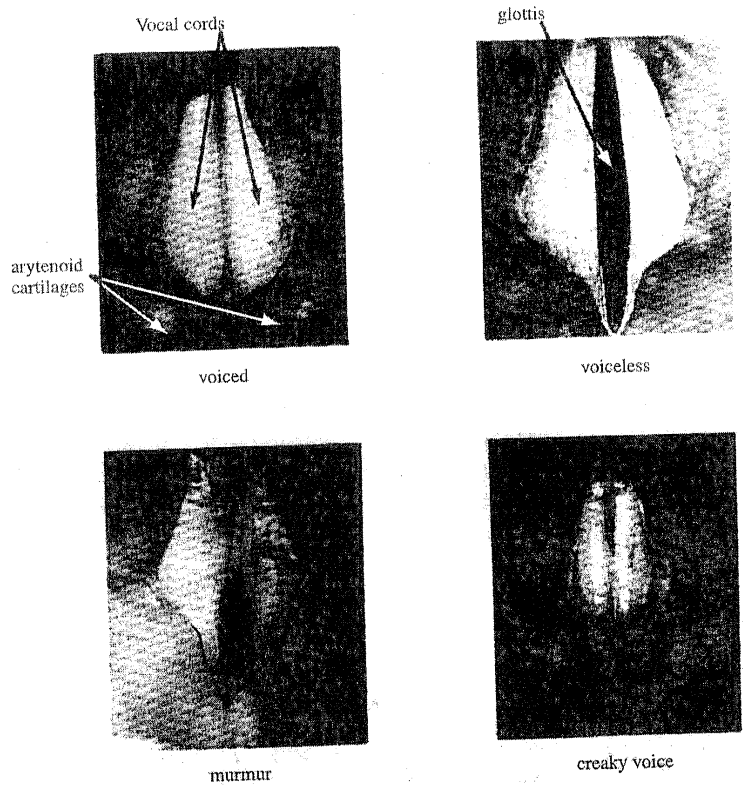 Vocal cords
glottis
arytenoid
cartilages
voiced
voiceless
murmur
creaky voice